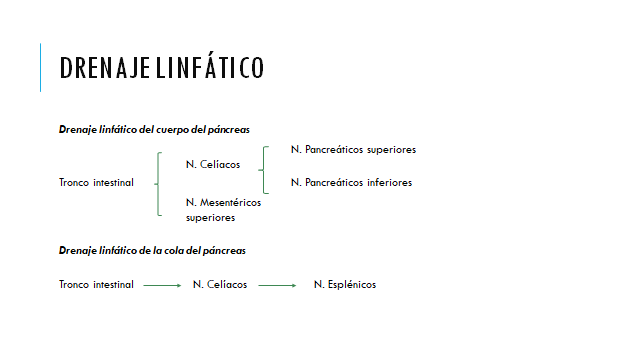 DRENAJE LINFÁTICO
Drenaje linfático del cuerpo del páncreas
Tronco intestinal
N. Celíacos
N. Mesentéricos
superiores
N. Pancreáticos superiores
N. Pancreáticos inferiores
Drenaje linfático de la cola del páncreas
Tronco intestinal N. Celíacos N. Esplénicos